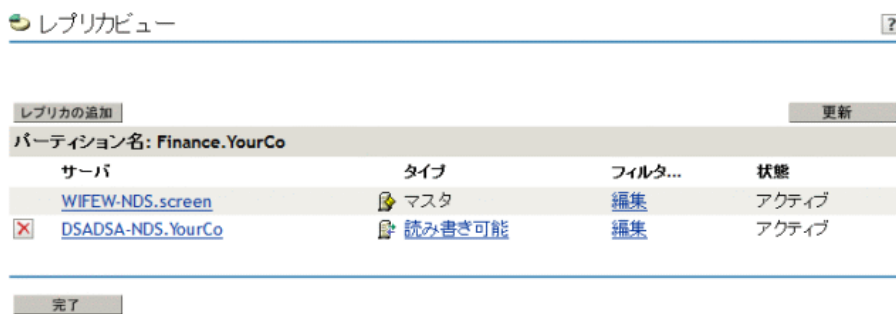 レプリカビュー ?
レプリカの追加 更新
パーティション名: Finance.YourCo
サーバ タイプ フィルタ... 状態
WIFEW-NDS.screen マスタ 編集 アクティブ
DSADSA-NDS.YourCo 読み書き可能 編集 アクティブ
完了